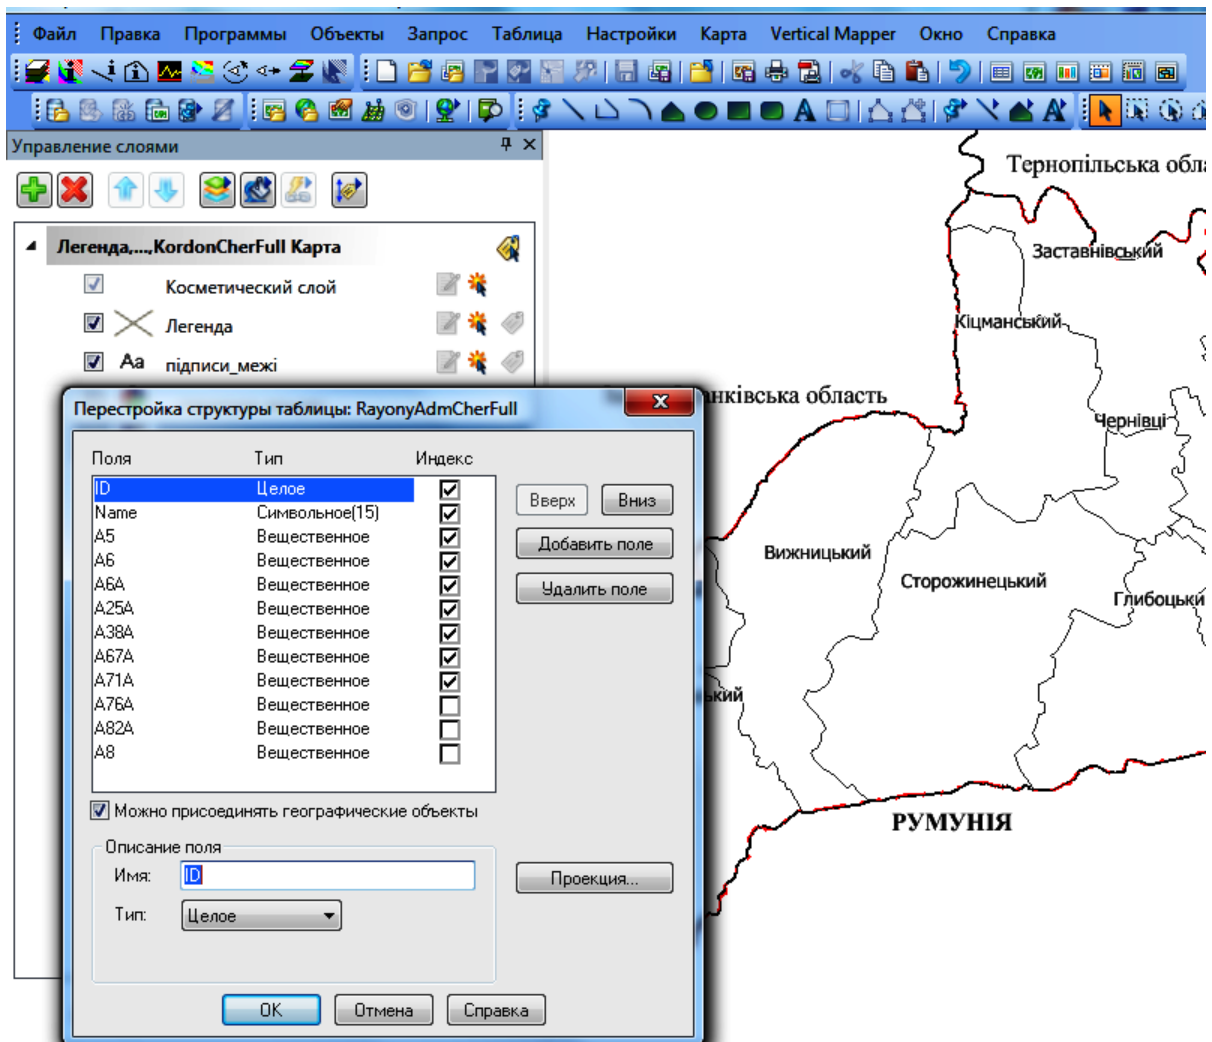 Файл Правка Программы Объекты Запрос Таблица Настройки Карта Vertical Mapper Окно Справка
Управление слоями
Легенда,...,KordonCherFull Карта
Косметический слой
Легенда
Aa підписи_межі
Перестройка структуры таблицы: RayonyAdmCherFull
Поля Тип Индекс
ID Целое
Name Символьное(15)
A5 Вещественное
A6 Вещественное
A6A Вещественное
A25A Вещественное
A38A Вещественное
A67A Вещественное
A71A Вещественное
A76A Вещественное
A82A Вещественное
A8 Вещественное
Вверх Вниз
Добавить поле
Удалить поле
Можно присоединять географические объекты
Описание поля
Имя: ID
Тип: Целое
Проекция...
OK Отмена Справка
Тернопільська обла
Заставнівський
Кіцманський
нківська область
Чернівці
Вижницький
Сторожинецький
Глибоцьки
ький
РУМУНІЯ